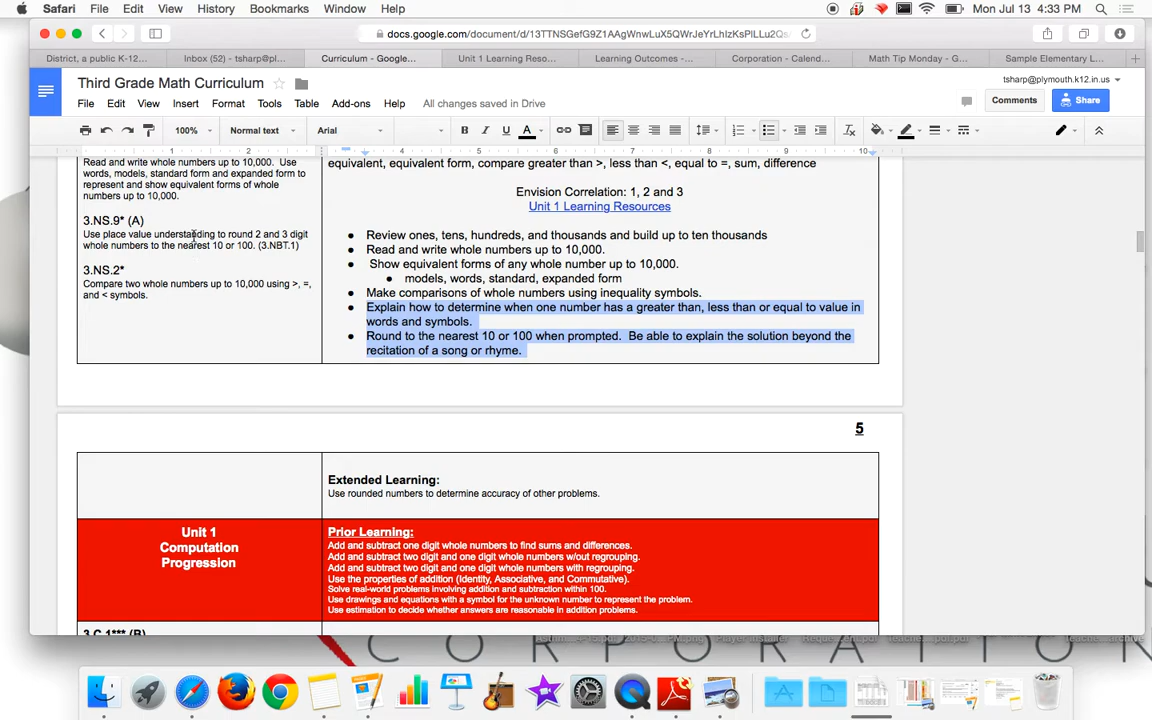 Safari File Edit View History Bookmarks Window Help Mon Jul 13 4:33 PM
docs.google.com/document/d/13TTNSGefG9Z1AAgWnwLuX5QWrJeYrLhIzKsPILLu2Qs
District, a public K-12... Inbox (52) - tsharp@pl... Curriculum - Google... Unit 1 Learning Reso... Learning Outcomes -... Corporation - Calend... Math Tip Monday - G... Sample Elementary L...
Third Grade Math Curriculum
tsharp@plymouth.k12.in.us
File Edit View Insert Format Tools Table Add-ons Help All changes saved in Drive
Comments Share
100% Normal text Arial B I U A
1 2 3 4 5 6 7 8 9 10
Read and write whole numbers up to 10,000. Use
words, models, standard form and expanded form to
represent and show equivalent forms of whole
numbers up to 10,000.
3.NS.9* (A)
Use place value understanding to round 2 and 3 digit
whole numbers to the nearest 10 or 100. (3.NBT.1)
3.NS.2*
Compare two whole numbers up to 10,000 using >, =,
and < symbols.
equivalent, equivalent form, compare greater than >, less than <, equal to =, sum, difference
Envision Correlation: 1, 2 and 3
Unit 1 Learning Resources
● Review ones, tens, hundreds, and thousands and build up to ten thousands
● Read and write whole numbers up to 10,000.
● Show equivalent forms of any whole number up to 10,000.
● models, words, standard, expanded form
● Make comparisons of whole numbers using inequality symbols.
● Explain how to determine when one number has a greater than, less than or equal to value in
words and symbols.
● Round to the nearest 10 or 100 when prompted. Be able to explain the solution beyond the
recitation of a song or rhyme.
5
Extended Learning:
Use rounded numbers to determine accuracy of other problems.
Unit 1
Computation
Progression
Prior Learning:
Add and subtract one digit whole numbers to find sums and differences.
Add and subtract two digit and one digit whole numbers w/out regrouping.
Add and subtract two digit and one digit whole numbers with regrouping.
Use the properties of addition (Identity, Associative, and Commutative).
Solve real-world problems involving addition and subtraction within 100.
Use drawings and equations with a symbol for the unknown number to represent the problem.
Use estimation to decide whether answers are reasonable in addition problems.
3.C.1*** (B)
C O R P O R A T I O N